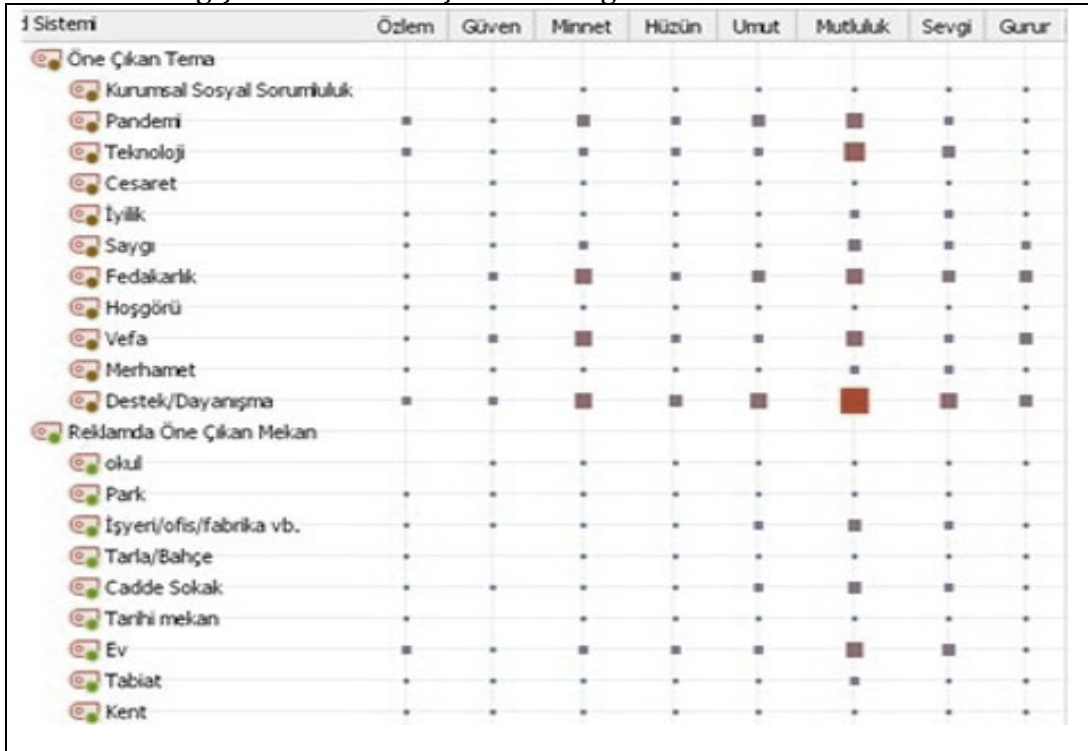 d Sistemi Özlem Güven Minnet Hüzün Umut Mutluluk Sevgi Gurur
Öne Çıkan Tema
Kurumsal Sosyal Sorumluluk
Pandemi
Teknoloji
Cesaret
İyilik
Saygı
Fedakarlık
Hoşgörü
Vefa
Merhamet
Destek/Dayanışma
Reklamda Öne Çıkan Mekan
okul
Park
İşyeri/ofis/fabrika vb.
Tarla/Bahçe
Cadde Sokak
Tarihi mekan
Ev
Tabiat
Kent